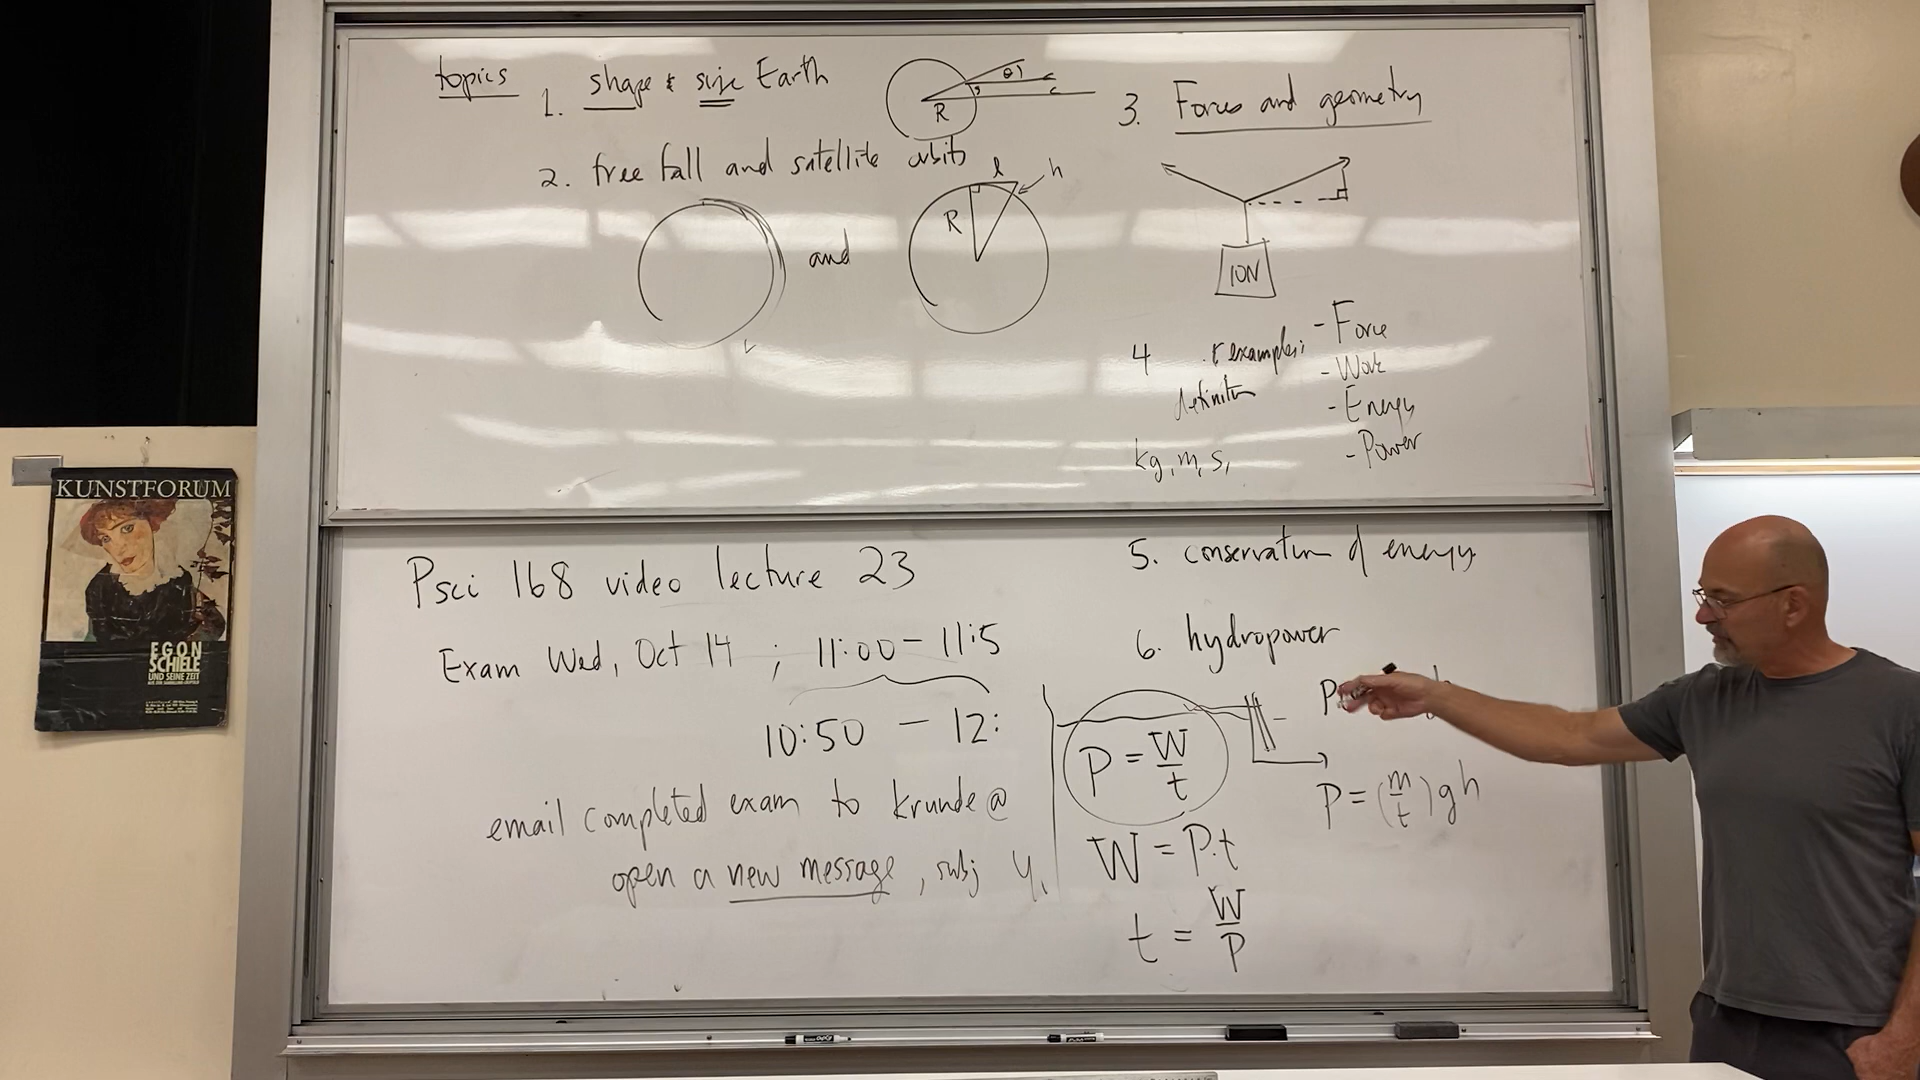 topics 1. shape & size Earth
R
θ
2. free fall and satellite orbits
and
R
l
h
3. Forces and geometry
10N
4 & examples: - Force
definition - Work
- Energy
kg, m, s, - Power
Psci 168 video lecture 23
Exam Wed, Oct 14 ; 11:00 - 11:5
10:50 - 12:
email completed exam to krunde@
open a new message, subj
5. conservation of energy
6. hydropower
P
P = W/t
P = (m/t)gh
W = P.t
t = W/P
KUNSTFORUM
EGON
SCHIELE
UND SEINE ZEIT